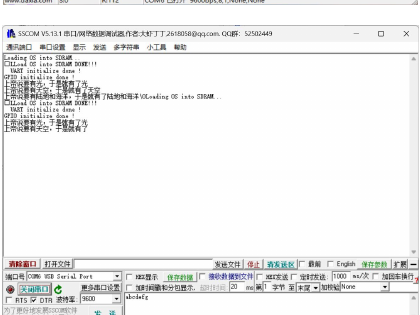 www.daxia.com S:0 R:112 COM6 已打开 9600bps,8,1,None,None
SSCOM V5.13.1 串口/网络数据调试器,作者:大虾丁丁,2618058@qq.com. QQ群: 52502449
通讯端口 串口设置 显示 发送 多字符串 小工具 帮助
Loading OS into SDRAM
LLoad OS into SDRAM DONE!!!
UART initialize done !
GPIO initialize done !
上帝说要有光，于是就有了光
上帝说要有天空，于是就有了天空
上帝说要有陆地和海洋，于是就有了陆地和海洋\0Loading OS into SDRAM...
LLoad OS into SDRAM DONE!!!
UART initialize done !
GPIO initialize done !
上帝说要有光，于是就有了光
上帝说要有天空，于是就有了
清除窗口 打开文件 发送文件 停止 清发送区 最前 English 保存参数 扩展 —
端口号 COM6 USB Serial Port HEX显示 保存数据 接收数据到文件 HEX发送 定时发送: 1000 ms/次 加回车换行
关闭串口 更多串口设置 加时间戳和分包显示. 超时时间: 20 ms 第1 字节 至 末尾 加校验 None
RTS DTR 波特率: 9600 abcdefg
为了更好地发展SSCOM软件
发 送